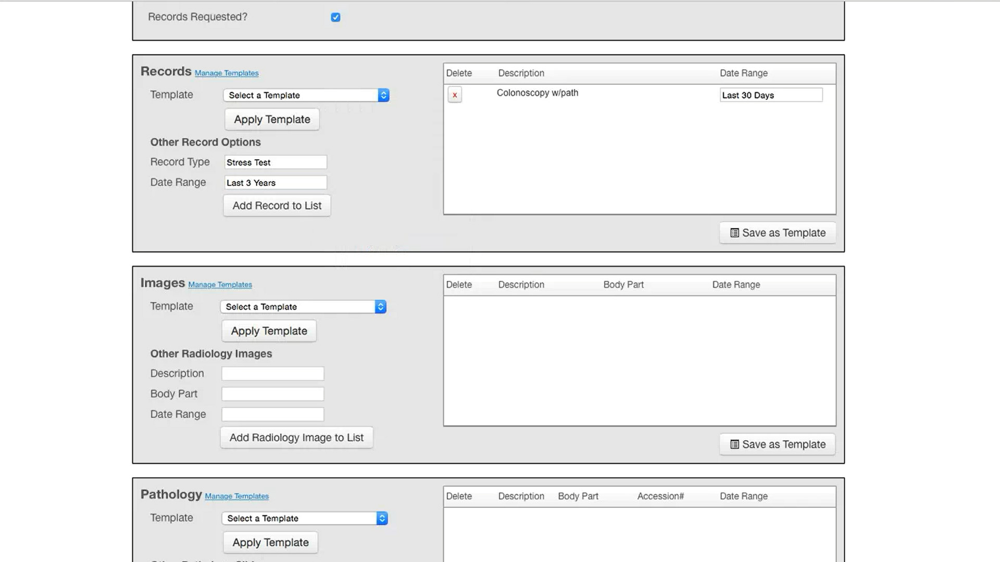 Records Requested?
Records Manage Templates
Template Select a Template
Apply Template
Other Record Options
Record Type Stress Test
Date Range Last 3 Years
Add Record to List
Delete Description Date Range
x Colonoscopy w/path Last 30 Days
Save as Template
Images Manage Templates
Template Select a Template
Apply Template
Other Radiology Images
Description
Body Part
Date Range
Add Radiology Image to List
Delete Description Body Part Date Range
Save as Template
Pathology Manage Templates
Template Select a Template
Apply Template
Delete Description Body Part Accession# Date Range